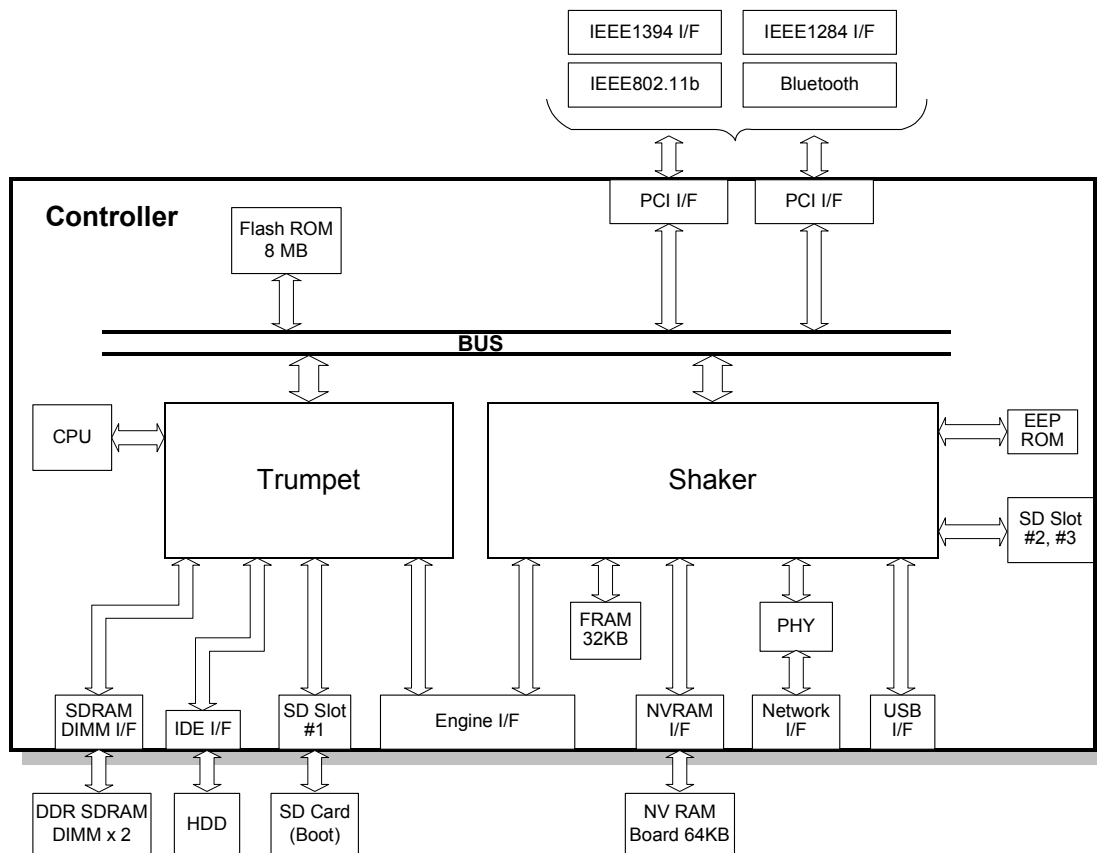 IEEE1394 I/F
IEEE1284 I/F
IEEE802.11b
Bluetooth
PCI I/F
PCI I/F
Controller
Flash ROM
8 MB
BUS
CPU
Trumpet
Shaker
EEP
ROM
SD Slot
#2, #3
FRAM
32KB
PHY
SDRAM
DIMM I/F
IDE I/F
SD Slot
#1
Engine I/F
NVRAM
I/F
Network
I/F
USB
I/F
DDR SDRAM
DIMM x 2
HDD
SD Card
(Boot)
NV RAM
Board 64KB